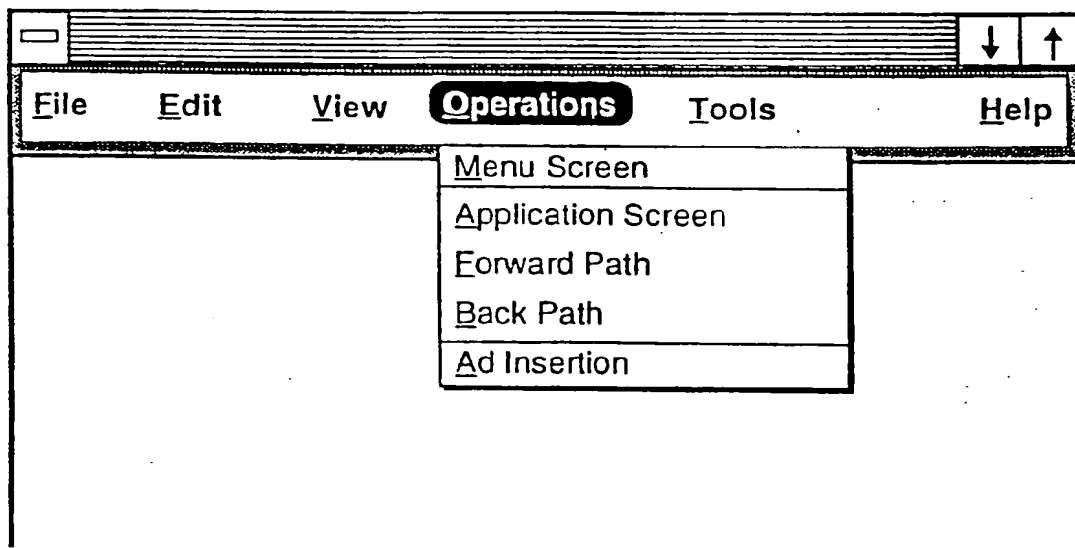 File Edit View Operations Tools Help
Menu Screen
Application Screen
Forward Path
Back Path
Ad Insertion